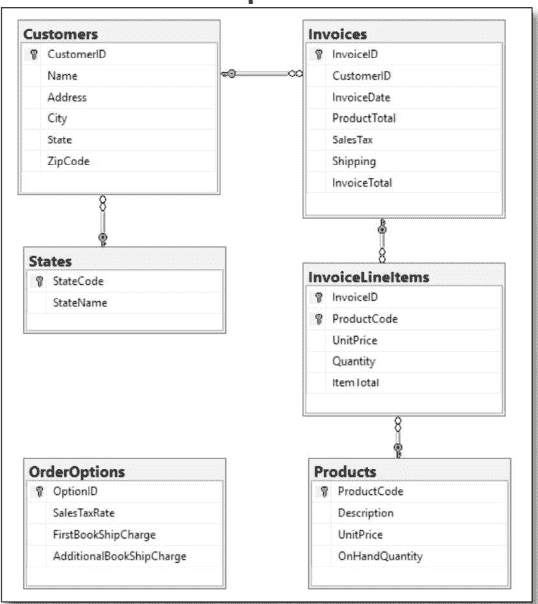 Customers
CustomerID
Name
Address
City
State
ZipCode
Invoices
InvoiceID
CustomerID
InvoiceDate
ProductTotal
SalesTax
Shipping
InvoiceTotal
States
StateCode
StateName
InvoiceLineItems
InvoiceID
ProductCode
UnitPrice
Quantity
ItemTotal
OrderOptions
OptionID
SalesTaxRate
FirstBookShipCharge
AdditionalBookShipCharge
Products
ProductCode
Description
UnitPrice
OnHandQuantity